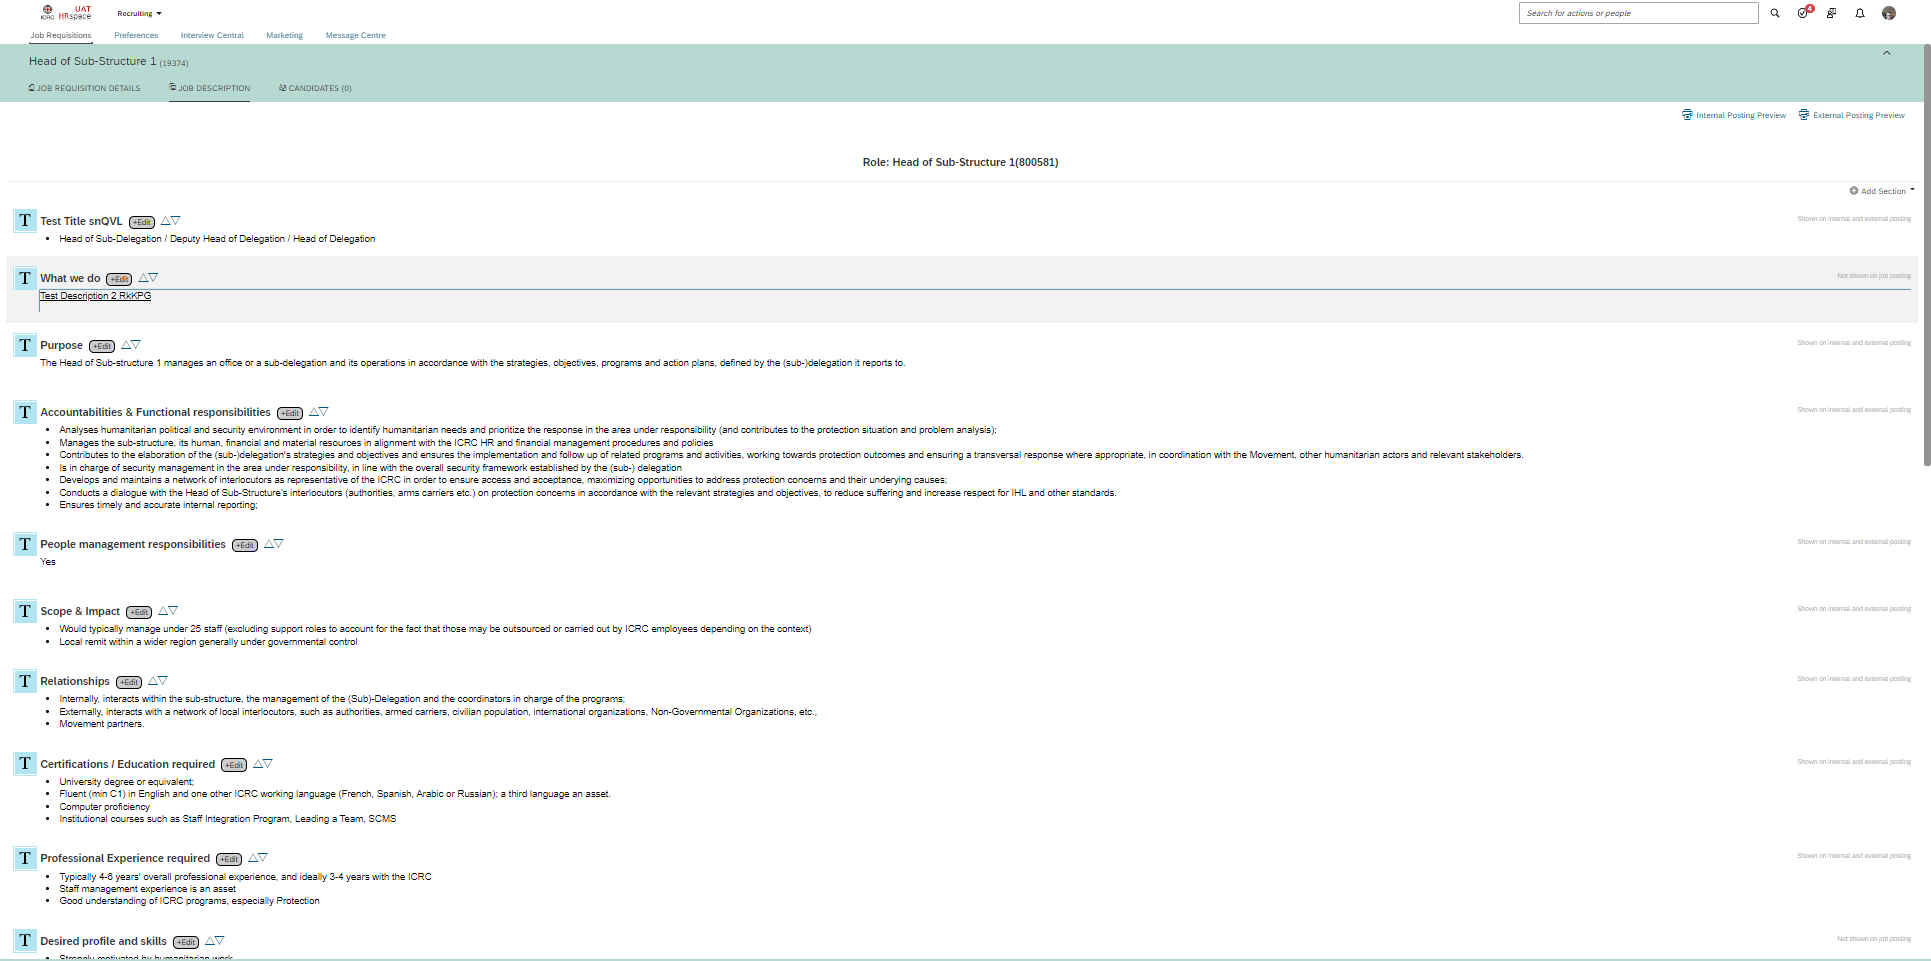 ICRC UAT HRspace
Recruiting
Search for actions or people
4
Job Requisitions Preferences Interview Central Marketing Message Centre
Head of Sub-Structure 1 (19374)
JOB REQUISITION DETAILS JOB DESCRIPTION CANDIDATES (0)
Internal Posting Preview External Posting Preview
Role: Head of Sub-Structure 1(800581)
Add Section
T Test Title snQVL +Edit
Shown on internal and external posting
• Head of Sub-Delegation / Deputy Head of Delegation / Head of Delegation
T What we do +Edit
Not shown on job posting
Test Description 2 RkKPG
T Purpose +Edit
Shown on internal and external posting
The Head of Sub-structure 1 manages an office or a sub-delegation and its operations in accordance with the strategies, objectives, programs and action plans, defined by the (sub-)delegation it reports to.
T Accountabilities & Functional responsibilities +Edit
Shown on internal and external posting
• Analyses humanitarian political and security environment in order to identify humanitarian needs and prioritize the response in the area under responsibility (and contributes to the protection situation and problem analysis);
• Manages the sub-structure, its human, financial and material resources in alignment with the ICRC HR and financial management procedures and policies
• Contributes to the elaboration of the (sub-)delegation's strategies and objectives and ensures the implementation and follow up of related programs and activities, working towards protection outcomes and ensuring a transversal response where appropriate, in coordination with the Movement, other humanitarian actors and relevant stakeholders.
• Is in charge of security management in the area under responsibility, in line with the overall security framework established by the (sub-) delegation
• Develops and maintains a network of interlocutors as representative of the ICRC in order to ensure access and acceptance, maximizing opportunities to address protection concerns and their underlying causes;
• Conducts a dialogue with the Head of Sub-Structure's interlocutors (authorities, arms carriers etc.) on protection concerns in accordance with the relevant strategies and objectives, to reduce suffering and increase respect for IHL and other standards.
• Ensures timely and accurate internal reporting;
T People management responsibilities +Edit
Shown on internal and external posting
Yes
T Scope & Impact +Edit
Shown on internal and external posting
• Would typically manage under 25 staff (excluding support roles to account for the fact that those may be outsourced or carried out by ICRC employees depending on the context)
• Local remit within a wider region generally under governmental control
T Relationships +Edit
Shown on internal and external posting
• Internally, interacts within the sub-structure, the management of the (Sub)-Delegation and the coordinators in charge of the programs;
• Externally, interacts with a network of local interlocutors, such as authorities, armed carriers, civilian population, international organizations, Non-Governmental Organizations, etc.,
• Movement partners.
T Certifications / Education required +Edit
Shown on internal and external posting
• University degree or equivalent;
• Fluent (min C1) in English and one other ICRC working language (French, Spanish, Arabic or Russian); a third language an asset.
• Computer proficiency
• Institutional courses such as Staff Integration Program, Leading a Team, SCMS
T Professional Experience required +Edit
Shown on internal and external posting
• Typically 4-6 years' overall professional experience, and ideally 3-4 years with the ICRC
• Staff management experience is an asset
• Good understanding of ICRC programs, especially Protection
T Desired profile and skills +Edit
Not shown on job posting
• Strongly motivated by humanitarian work